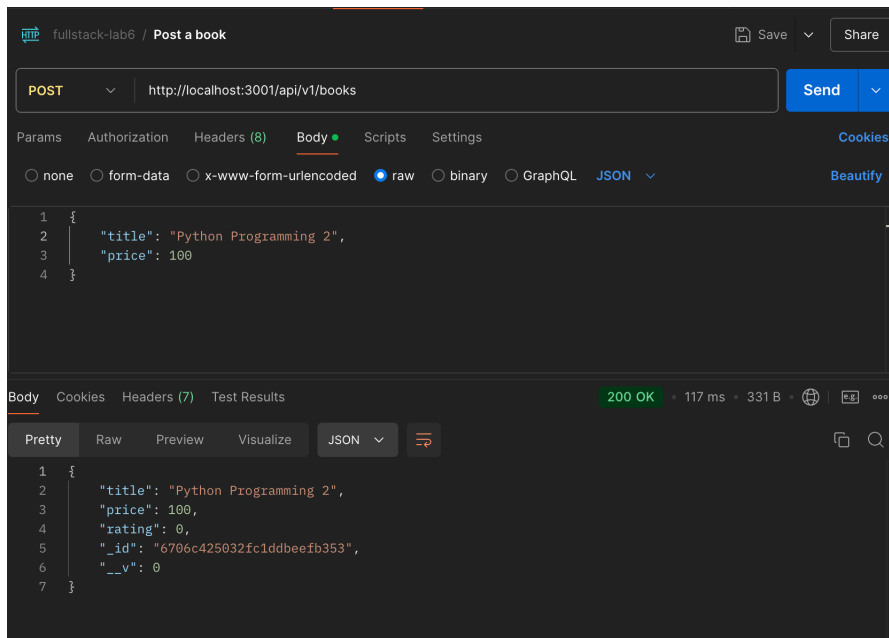 HTTP fullstack-lab6 / Post a book Save Share
POST http://localhost:3001/api/v1/books Send
Params Authorization Headers (8) Body Scripts Settings Cookies
none form-data x-www-form-urlencoded raw binary GraphQL JSON Beautify
1 {
2 "title": "Python Programming 2",
3 "price": 100
4 }
Body Cookies Headers (7) Test Results 200 OK • 117 ms • 331 B • e.g.
Pretty Raw Preview Visualize JSON
1 {
2 "title": "Python Programming 2",
3 "price": 100,
4 "rating": 0,
5 "_id": "6706c425032fc1ddbeefb353",
6 "__v": 0
7 }